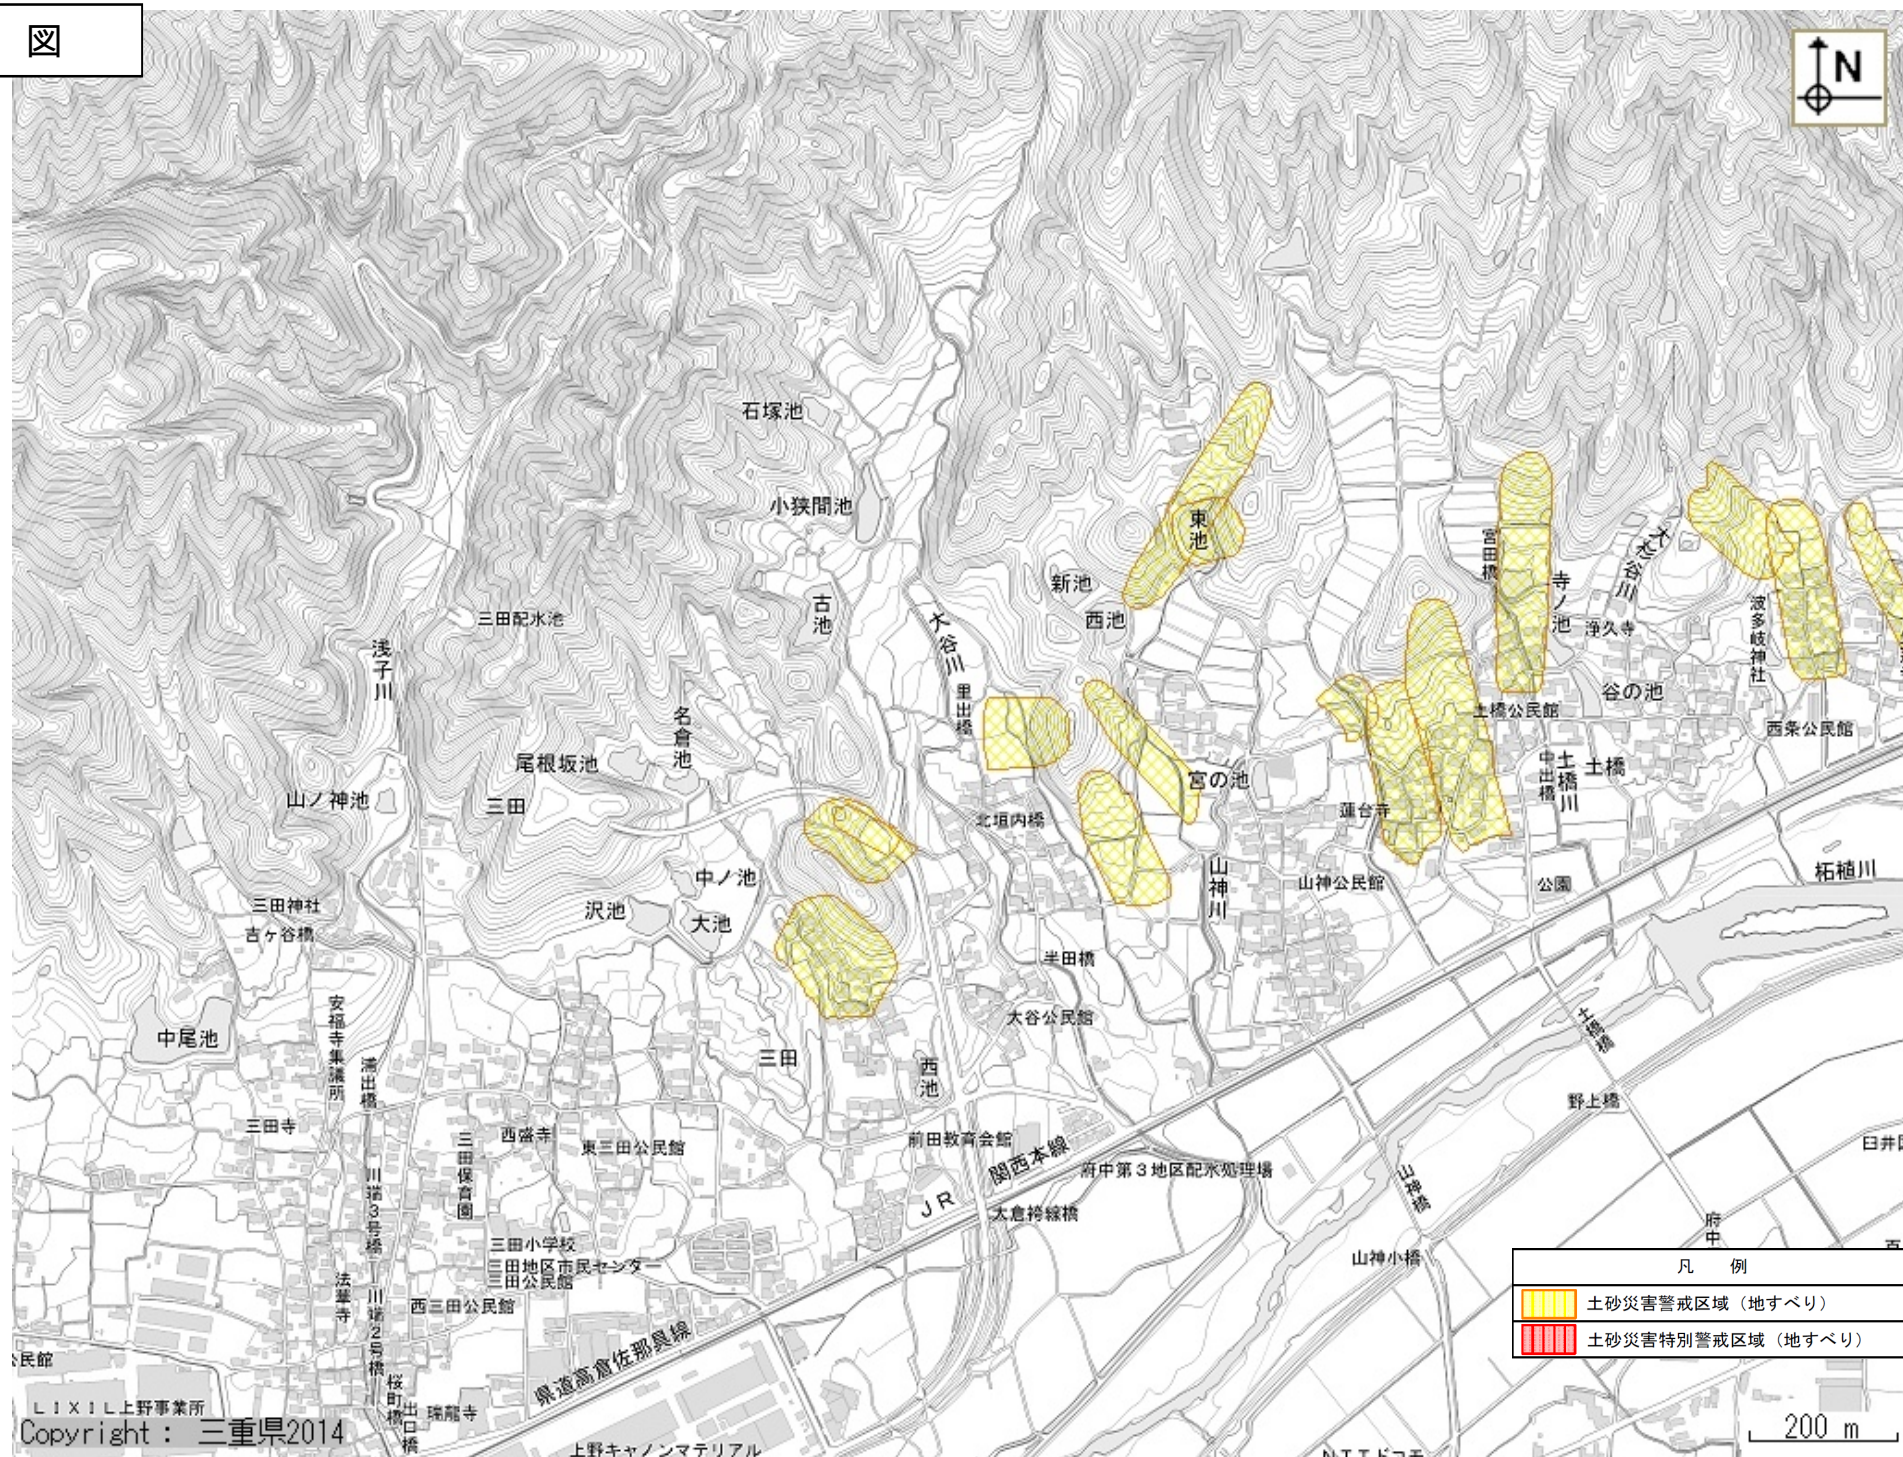 図
N
石塚池
小狭間池
東池
新池
西池
古池
大谷川
里出橋
三田配水池
浅子川
名倉池
尾根坂池
山ノ神池
三田
宮田橋
寺ノ池
大杉谷川
浄久寺
波多岐神社
谷の池
土橋公民館
西条公民館
中出橋
土橋川
土橋
宮の池
蓮台寺
北垣内橋
山神川
山神公民館
公園
柘植川
中ノ池
沢池
大池
三田神社
吉ヶ谷橋
半田橋
大谷公民館
土橋橋
中尾池
安福寺集議所
浦出橋
三田
西池
野上橋
三田寺
三田保育園
西盛寺
東三田公民館
前田教育会館
JR 関西本線
府中第3地区配水処理場
臼井
川端3号橋
太倉袴線橋
山神橋
府中
三田小学校
三田地区市民センター
三田公民館
山神小橋
法華寺
川端2号橋
西三田公民館
県道高倉佐那具線
公民館
桜町橋
出口橋
瑞龍寺
LIXIL上野事業所
上野キャノンマテリアル
NTTドコモ
凡 例
土砂災害警戒区域（地すべり）
土砂災害特別警戒区域（地すべり）
200 m
Copyright : 三重県2014